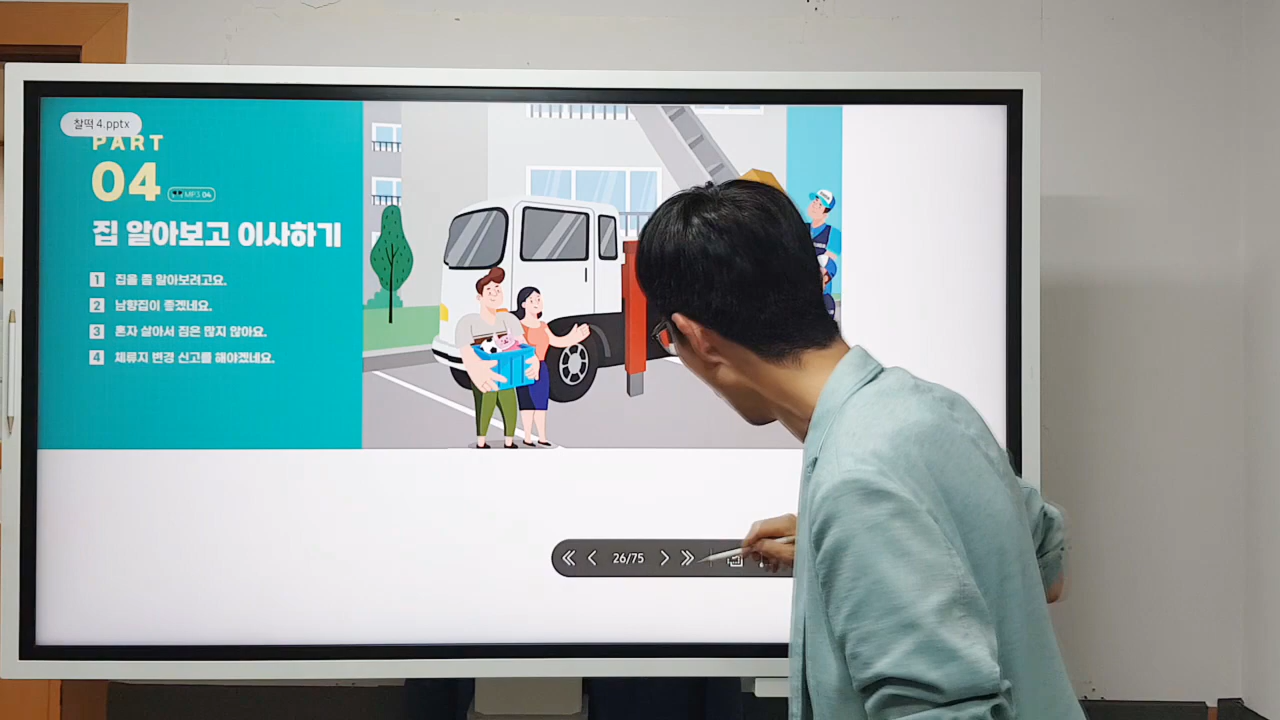 찰떡 4.pptx
PART
04
MP3 04
집 알아보고 이사하기
1 집을 좀 알아보려고요.
2 남향집이 좋겠네요.
3 혼자 살아서 짐은 많지 않아요.
4 체류지 변경 신고를 해야겠네요.
26/75